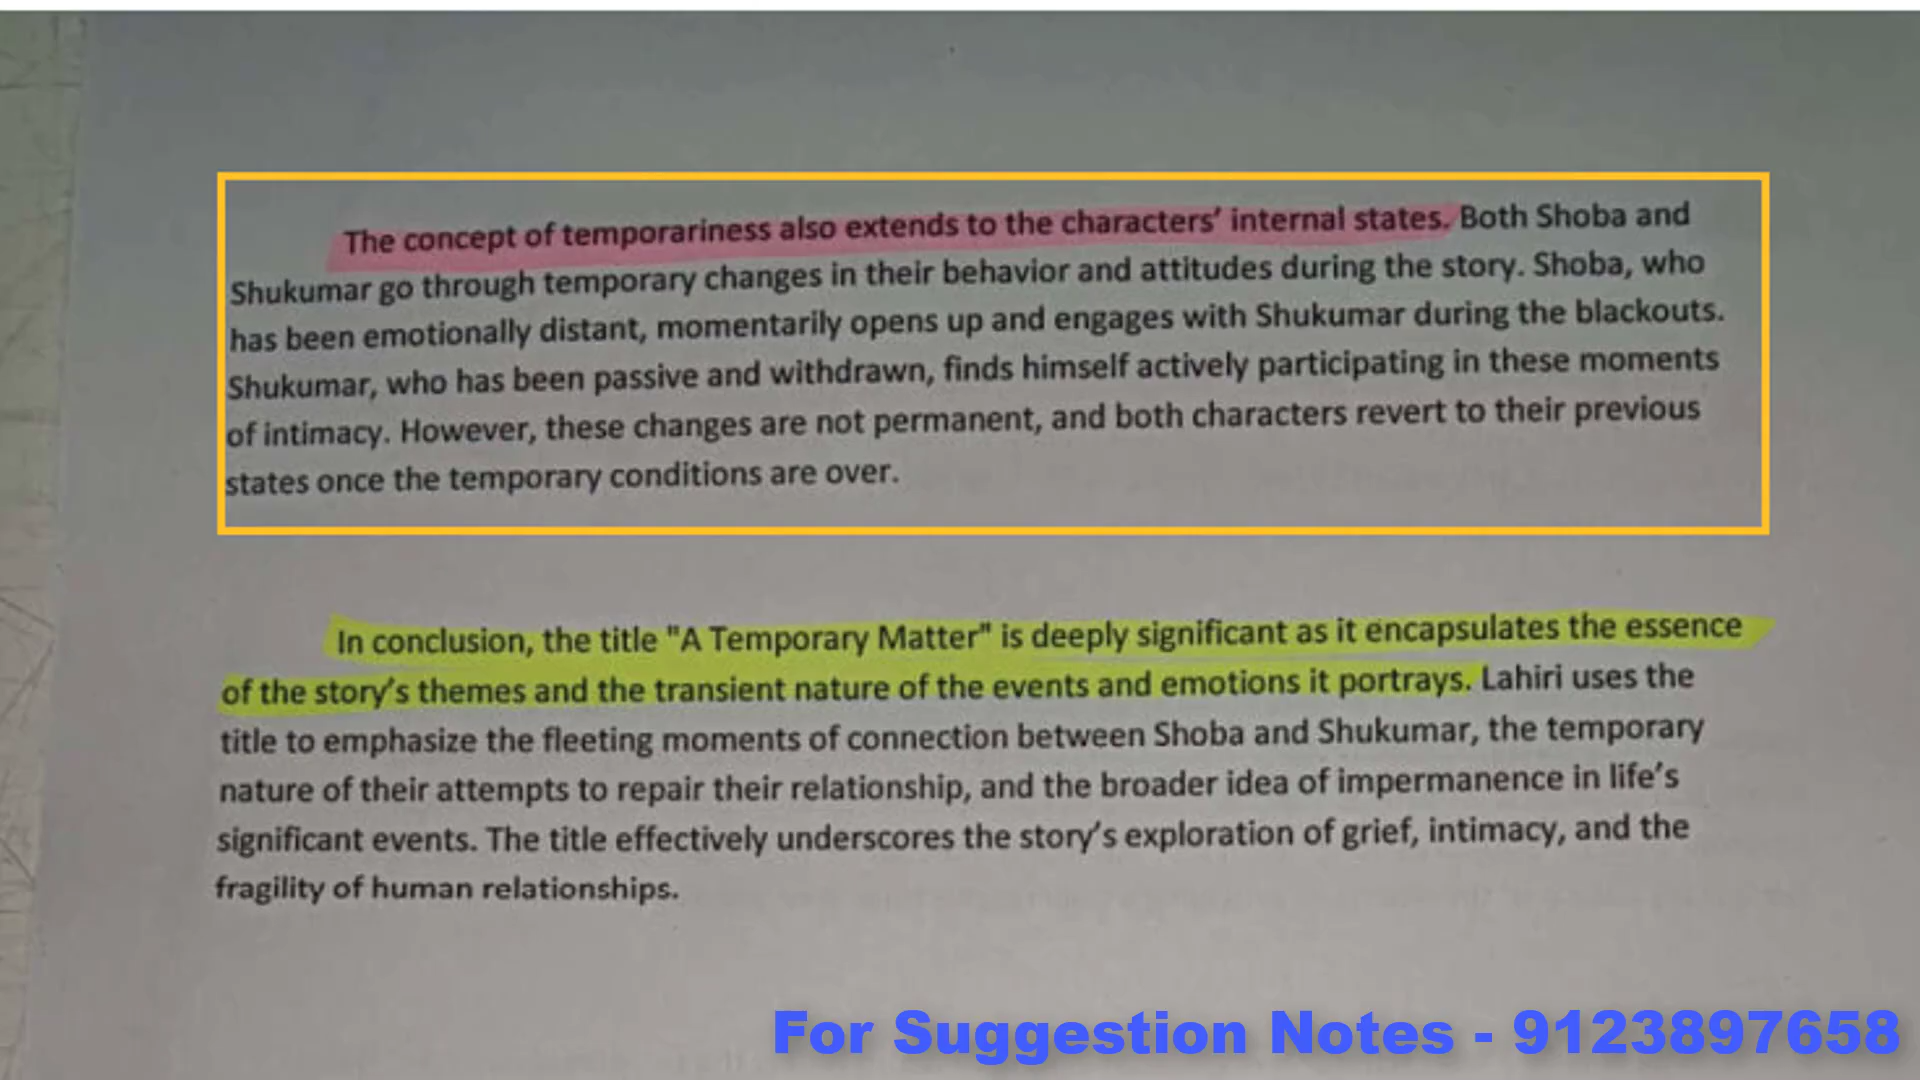 The concept of temporariness also extends to the characters’ internal states. Both Shoba and
Shukumar go through temporary changes in their behavior and attitudes during the story. Shoba, who
has been emotionally distant, momentarily opens up and engages with Shukumar during the blackouts.
Shukumar, who has been passive and withdrawn, finds himself actively participating in these moments
of intimacy. However, these changes are not permanent, and both characters revert to their previous
states once the temporary conditions are over.
In conclusion, the title "A Temporary Matter" is deeply significant as it encapsulates the essence
of the story’s themes and the transient nature of the events and emotions it portrays. Lahiri uses the
title to emphasize the fleeting moments of connection between Shoba and Shukumar, the temporary
nature of their attempts to repair their relationship, and the broader idea of impermanence in life’s
significant events. The title effectively underscores the story’s exploration of grief, intimacy, and the
fragility of human relationships.
For Suggestion Notes - 9123897658